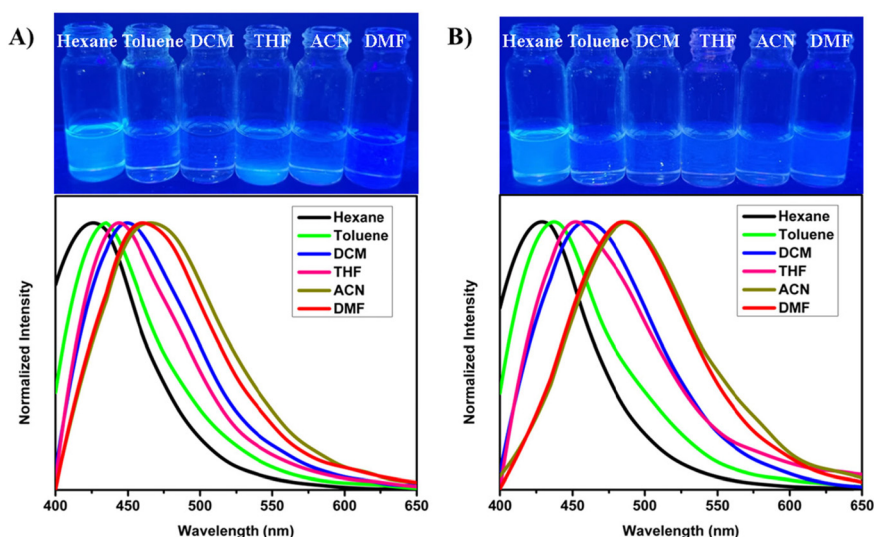 A)
Hexane Toluene DCM THF ACN DMF
Normalized Intensity
Hexane
Toluene
DCM
THF
ACN
DMF
400 450 500 550 600 650
Wavelength (nm)
B)
Hexane Toluene DCM THF ACN DMF
Normalized Intensity
Hexane
Toluene
DCM
THF
ACN
DMF
400 450 500 550 600 650
Wavelength (nm)